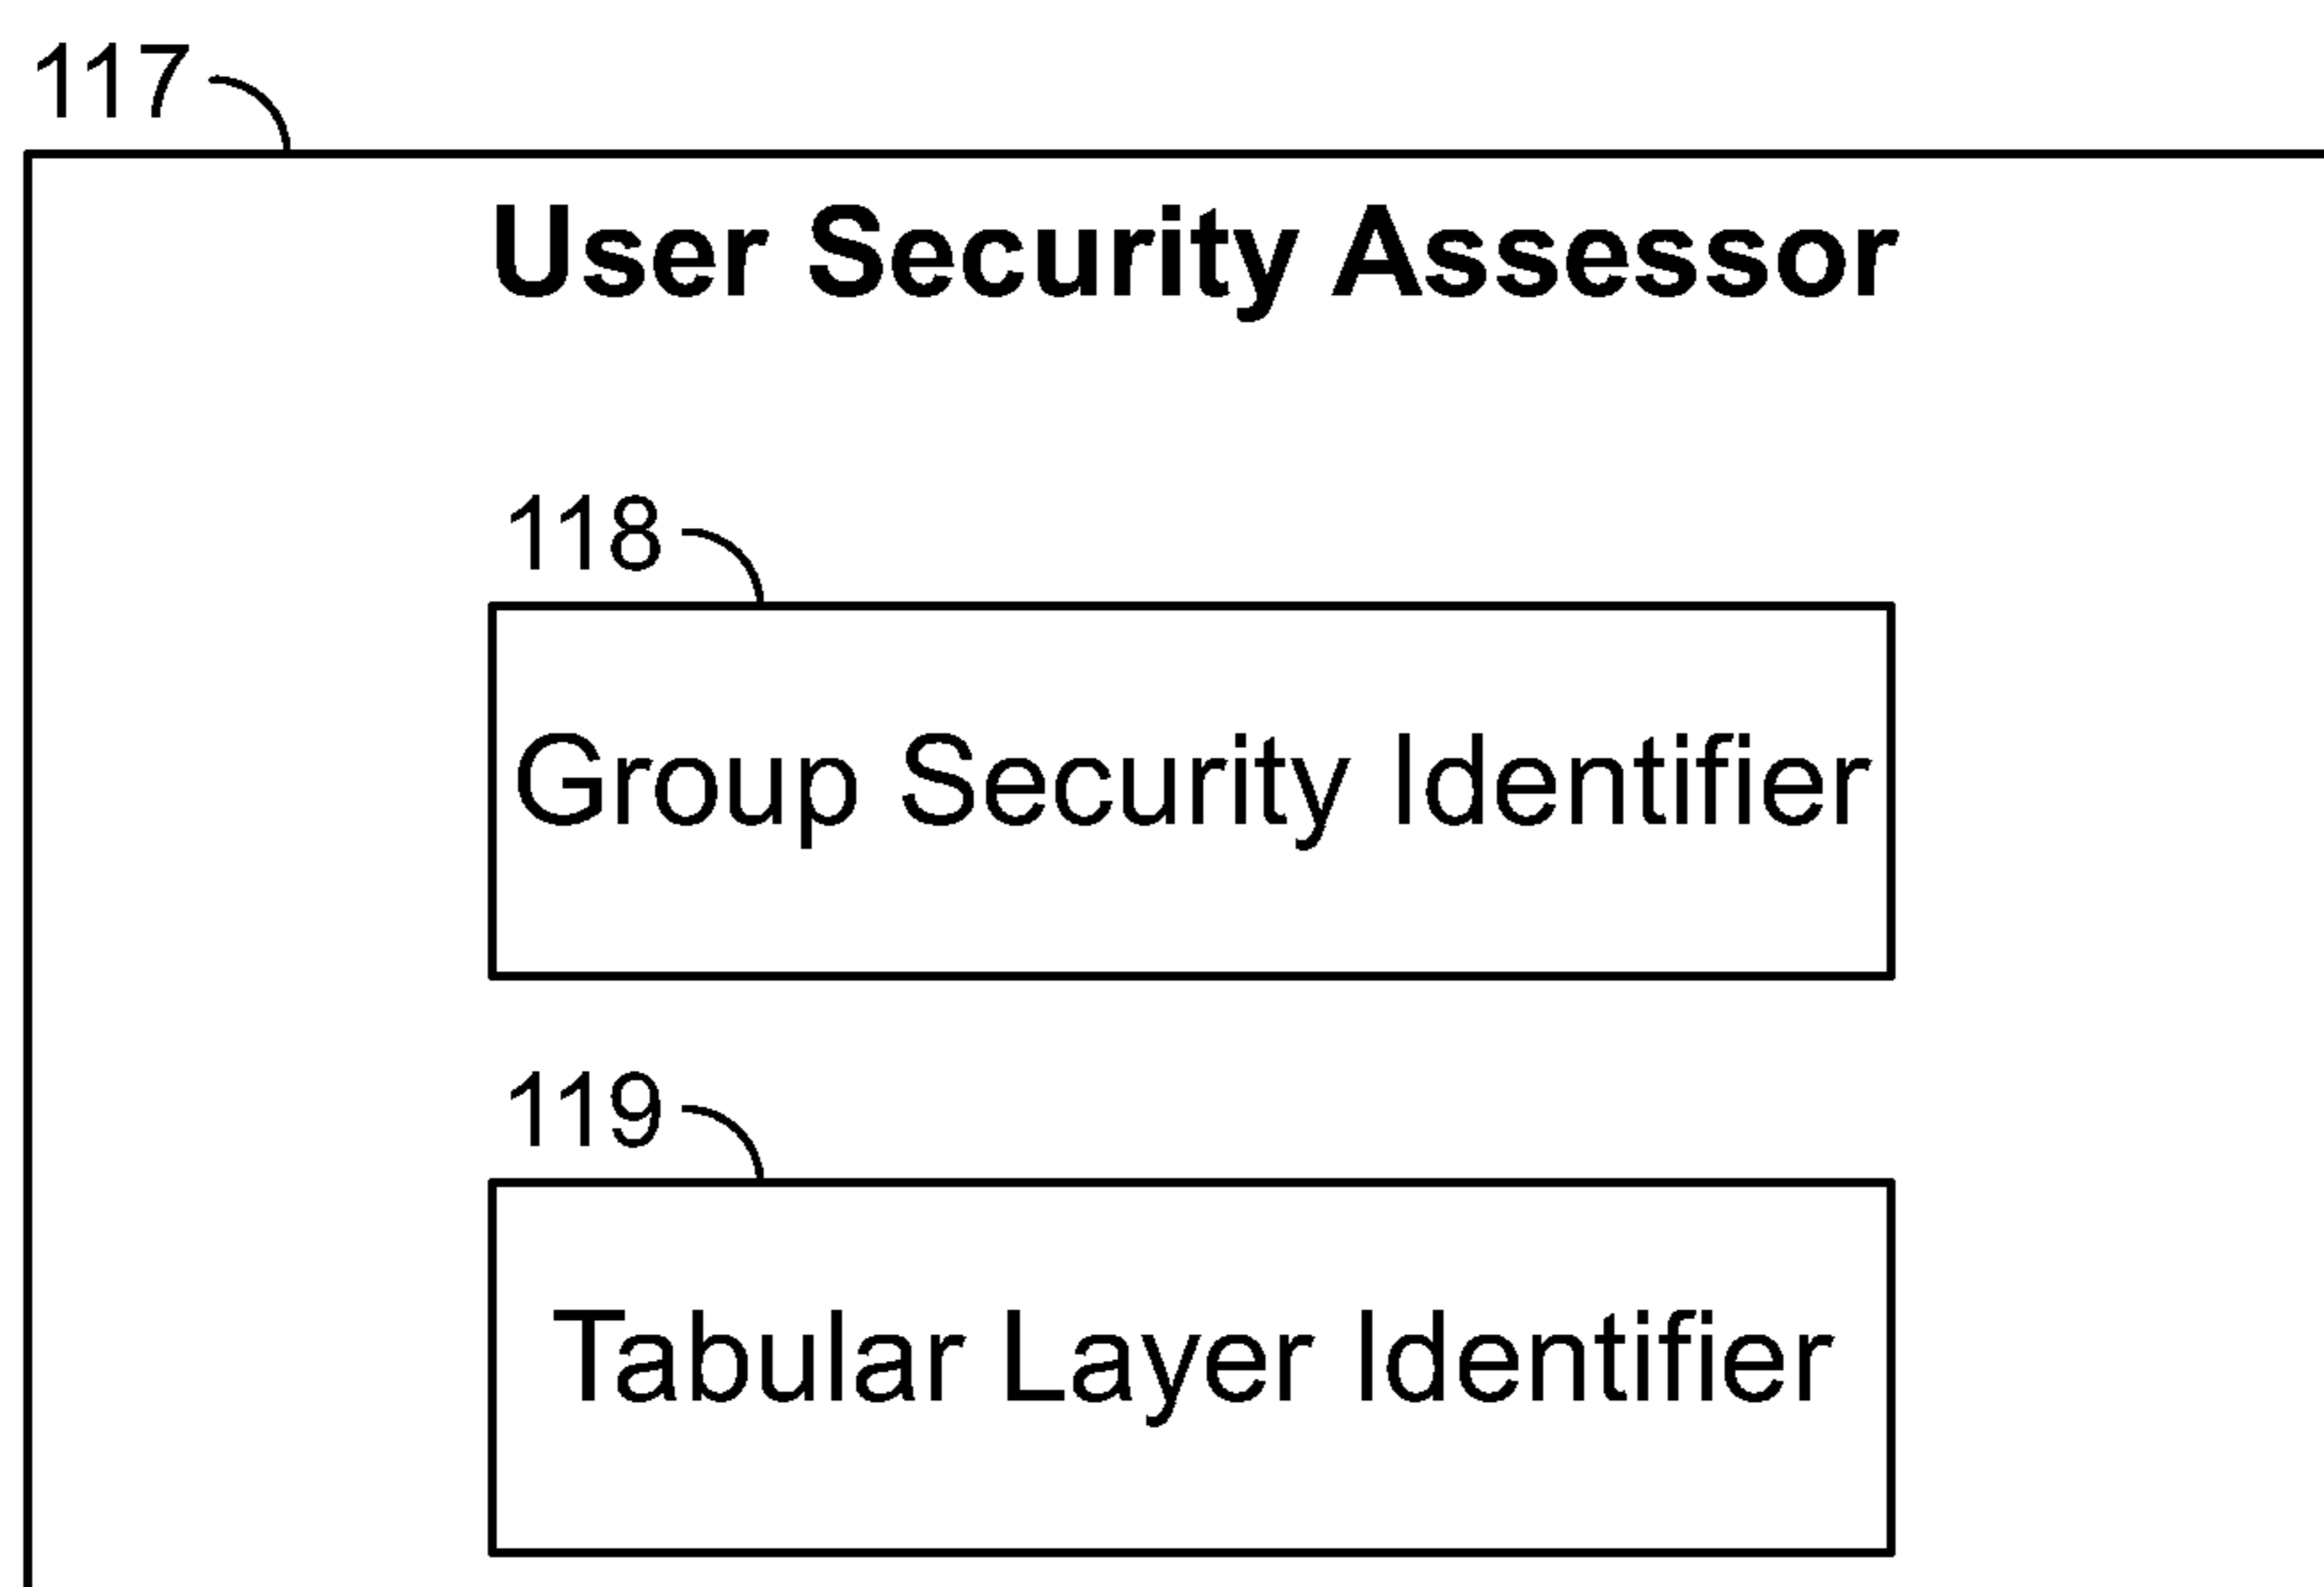 117
User Security Assessor
118
Group Security Identifier
119
Tabular Layer Identifier